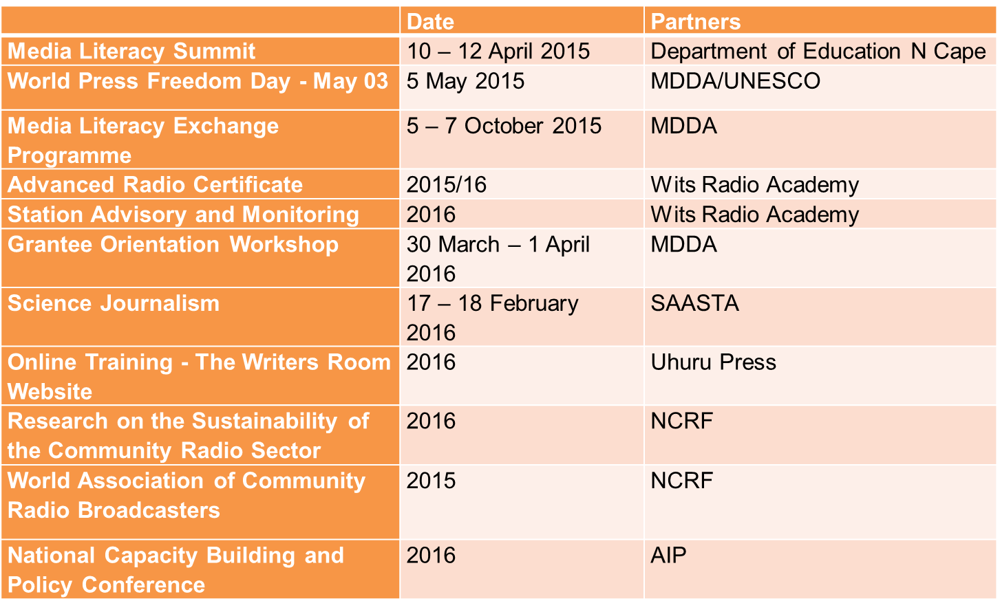 Date Partners
Media Literacy Summit 10 – 12 April 2015 Department of Education N Cape
World Press Freedom Day - May 03 5 May 2015 MDDA/UNESCO
Media Literacy Exchange 5 – 7 October 2015 MDDA
Programme
Advanced Radio Certificate 2015/16 Wits Radio Academy
Station Advisory and Monitoring 2016 Wits Radio Academy
Grantee Orientation Workshop 30 March – 1 April MDDA
2016
Science Journalism 17 – 18 February SAASTA
2016
Online Training - The Writers Room 2016 Uhuru Press
Website
Research on the Sustainability of 2016 NCRF
the Community Radio Sector
World Association of Community 2015 NCRF
Radio Broadcasters
National Capacity Building and 2016 AIP
Policy Conference